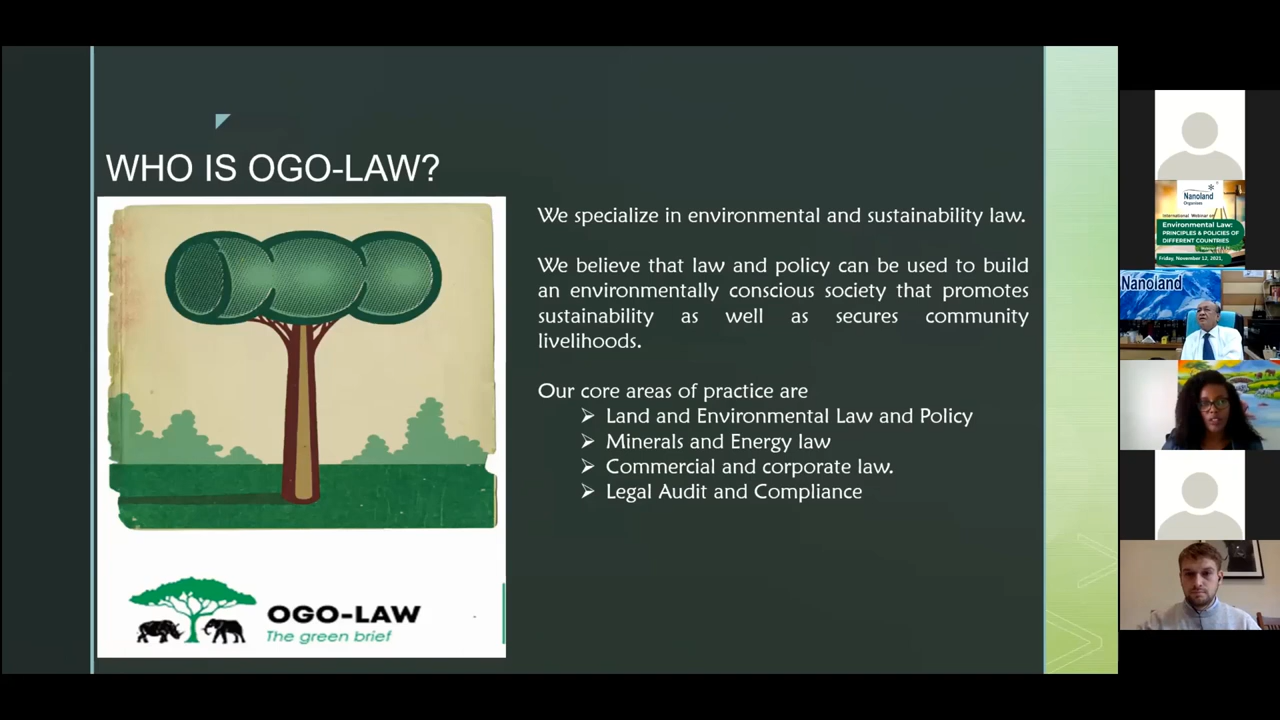 WHO IS OGO-LAW?
We specialize in environmental and sustainability law.
We believe that law and policy can be used to build
an environmentally conscious society that promotes
sustainability as well as secures community
livelihoods.
Our core areas of practice are
Land and Environmental Law and Policy
Minerals and Energy law
Commercial and corporate law.
Legal Audit and Compliance
OGO-LAW
The green brief
Nanoland
Organises
International Webinar on
Environmental Law:
PRINCIPLES & POLICIES OF
DIFFERENT COUNTRIES
Friday, November 12, 2021,
Nanoland